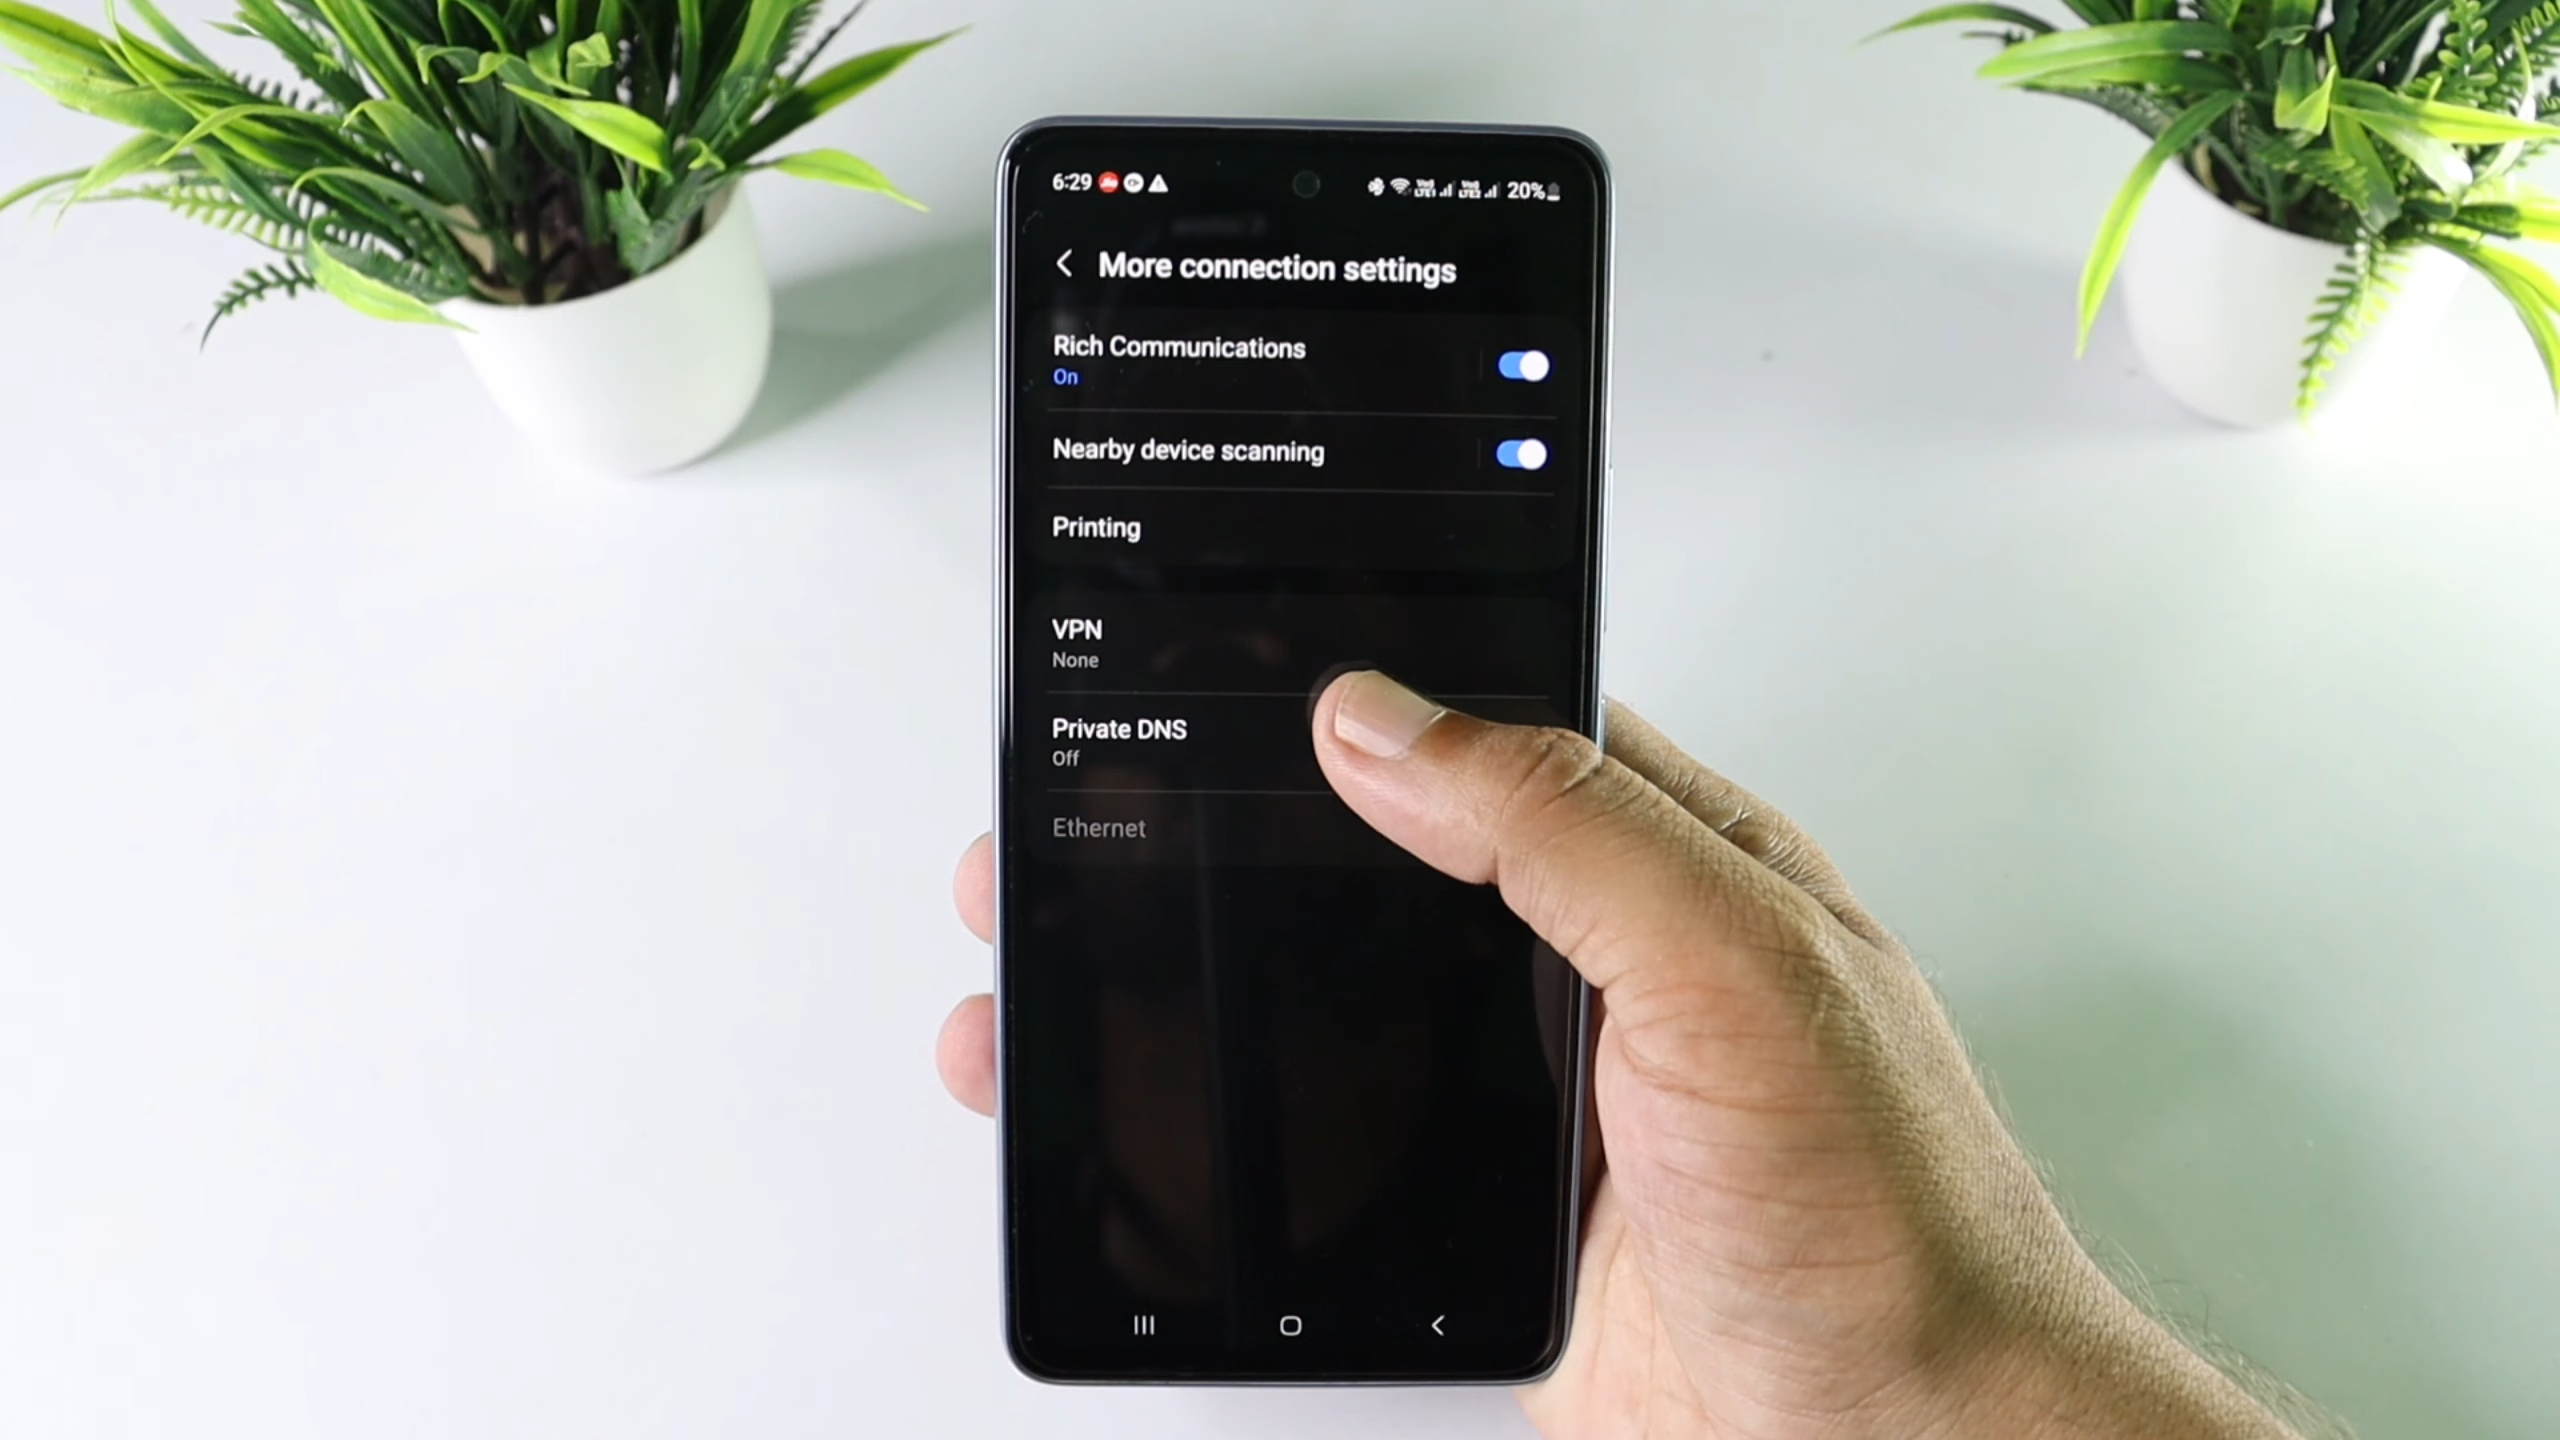 6:29 20%
More connection settings
Rich Communications
On
Nearby device scanning
Printing
VPN
None
Private DNS
Off
Ethernet